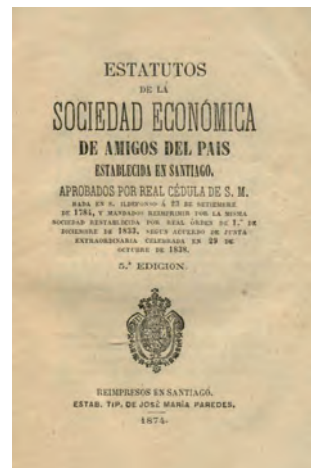 ESTATUTOS
DE LA
SOCIEDAD ECONÓMICA
DE AMIGOS DEL PAIS
ESTABLECIDA EN SANTIAGO,
APROBADOS POR REAL CÉDULA DE S. M.
DADA EN S. ILDEFONSO Á 23 DE SETIEMBRE
DE 1784, Y MANDADOS REIMPRIMIR POR LA MISMA
SOCIEDAD RESTABLECIDA POR REAL ÓRDEN DE 1.º DE
DICIEMBRE DE 1833, SEGUN ACUERDO DE JUNTA
EXTRAORDINARIA CELEBRADA EN 29 DE
OCTUBRE DE 1838.
5.ª EDICION.
REIMPRESOS EN SANTIAGO,
ESTAB. TIP. DE JOSÉ MARÍA PAREDES.
1874.